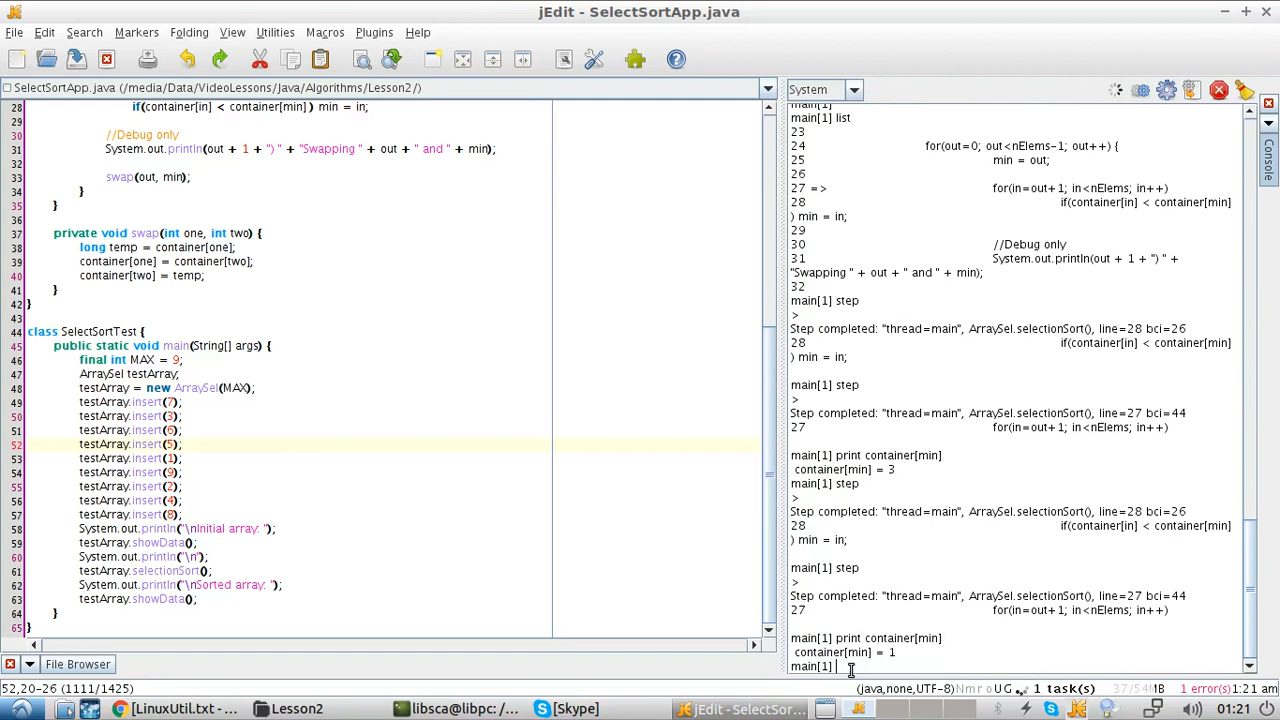 jEdit - SelectSortApp.java
File Edit Search Markers Folding View Utilities Macros Plugins Help
SelectSortApp.java (/media/Data/VideoLessons/Java/Algorithms/Lesson2/)
28 if(container[in] < container[min] ) min = in;
29
30 //Debug only
31 System.out.println(out + 1 + ") " + "Swapping " + out + " and " + min);
32
33 swap(out, min);
34 }
35 }
36
37 private void swap(int one, int two) {
38 long temp = container[one];
39 container[one] = container[two];
40 container[two] = temp;
41 }
42 }
43
44 class SelectSortTest {
45 public static void main(String[] args) {
46 final int MAX = 9;
47 ArraySel testArray;
48 testArray = new ArraySel(MAX);
49 testArray.insert(7);
50 testArray.insert(3);
51 testArray.insert(6);
52 testArray.insert(5);
53 testArray.insert(1);
54 testArray.insert(9);
55 testArray.insert(2);
56 testArray.insert(4);
57 testArray.insert(8);
58 System.out.println("\nInitial array: ");
59 testArray.showData();
60 System.out.println("\n");
61 testArray.selectionSort();
62 System.out.println("\nSorted array: ");
63 testArray.showData();
64 }
65 }
File Browser
System
main[1]
main[1] list
23
24 for(out=0; out<nElems-1; out++) {
25 min = out;
26
27 => for(in=out+1; in<nElems; in++)
28 if(container[in] < container[min]
) min = in;
29
30 //Debug only
31 System.out.println(out + 1 + ") " +
"Swapping " + out + " and " + min);
32
main[1] step
>
Step completed: "thread=main", ArraySel.selectionSort(), line=28 bci=26
28 if(container[in] < container[min]
) min = in;
main[1] step
>
Step completed: "thread=main", ArraySel.selectionSort(), line=27 bci=44
27 for(in=out+1; in<nElems; in++)
main[1] print container[min]
container[min] = 3
main[1] step
>
Step completed: "thread=main", ArraySel.selectionSort(), line=28 bci=26
28 if(container[in] < container[min]
) min = in;
main[1] step
>
Step completed: "thread=main", ArraySel.selectionSort(), line=27 bci=44
27 for(in=out+1; in<nElems; in++)
main[1] print container[min]
container[min] = 1
main[1]
Console
52,20-26 (1111/1425)
(java,none,UTF-8) Nm r o U G 1 task(s) 37/54MB 1 error(s) 1:21 am
[LinuxUtil.txt - ...
Lesson2
libsca@libpc: /...
[Skype]
jEdit - SelectSor...
01:21